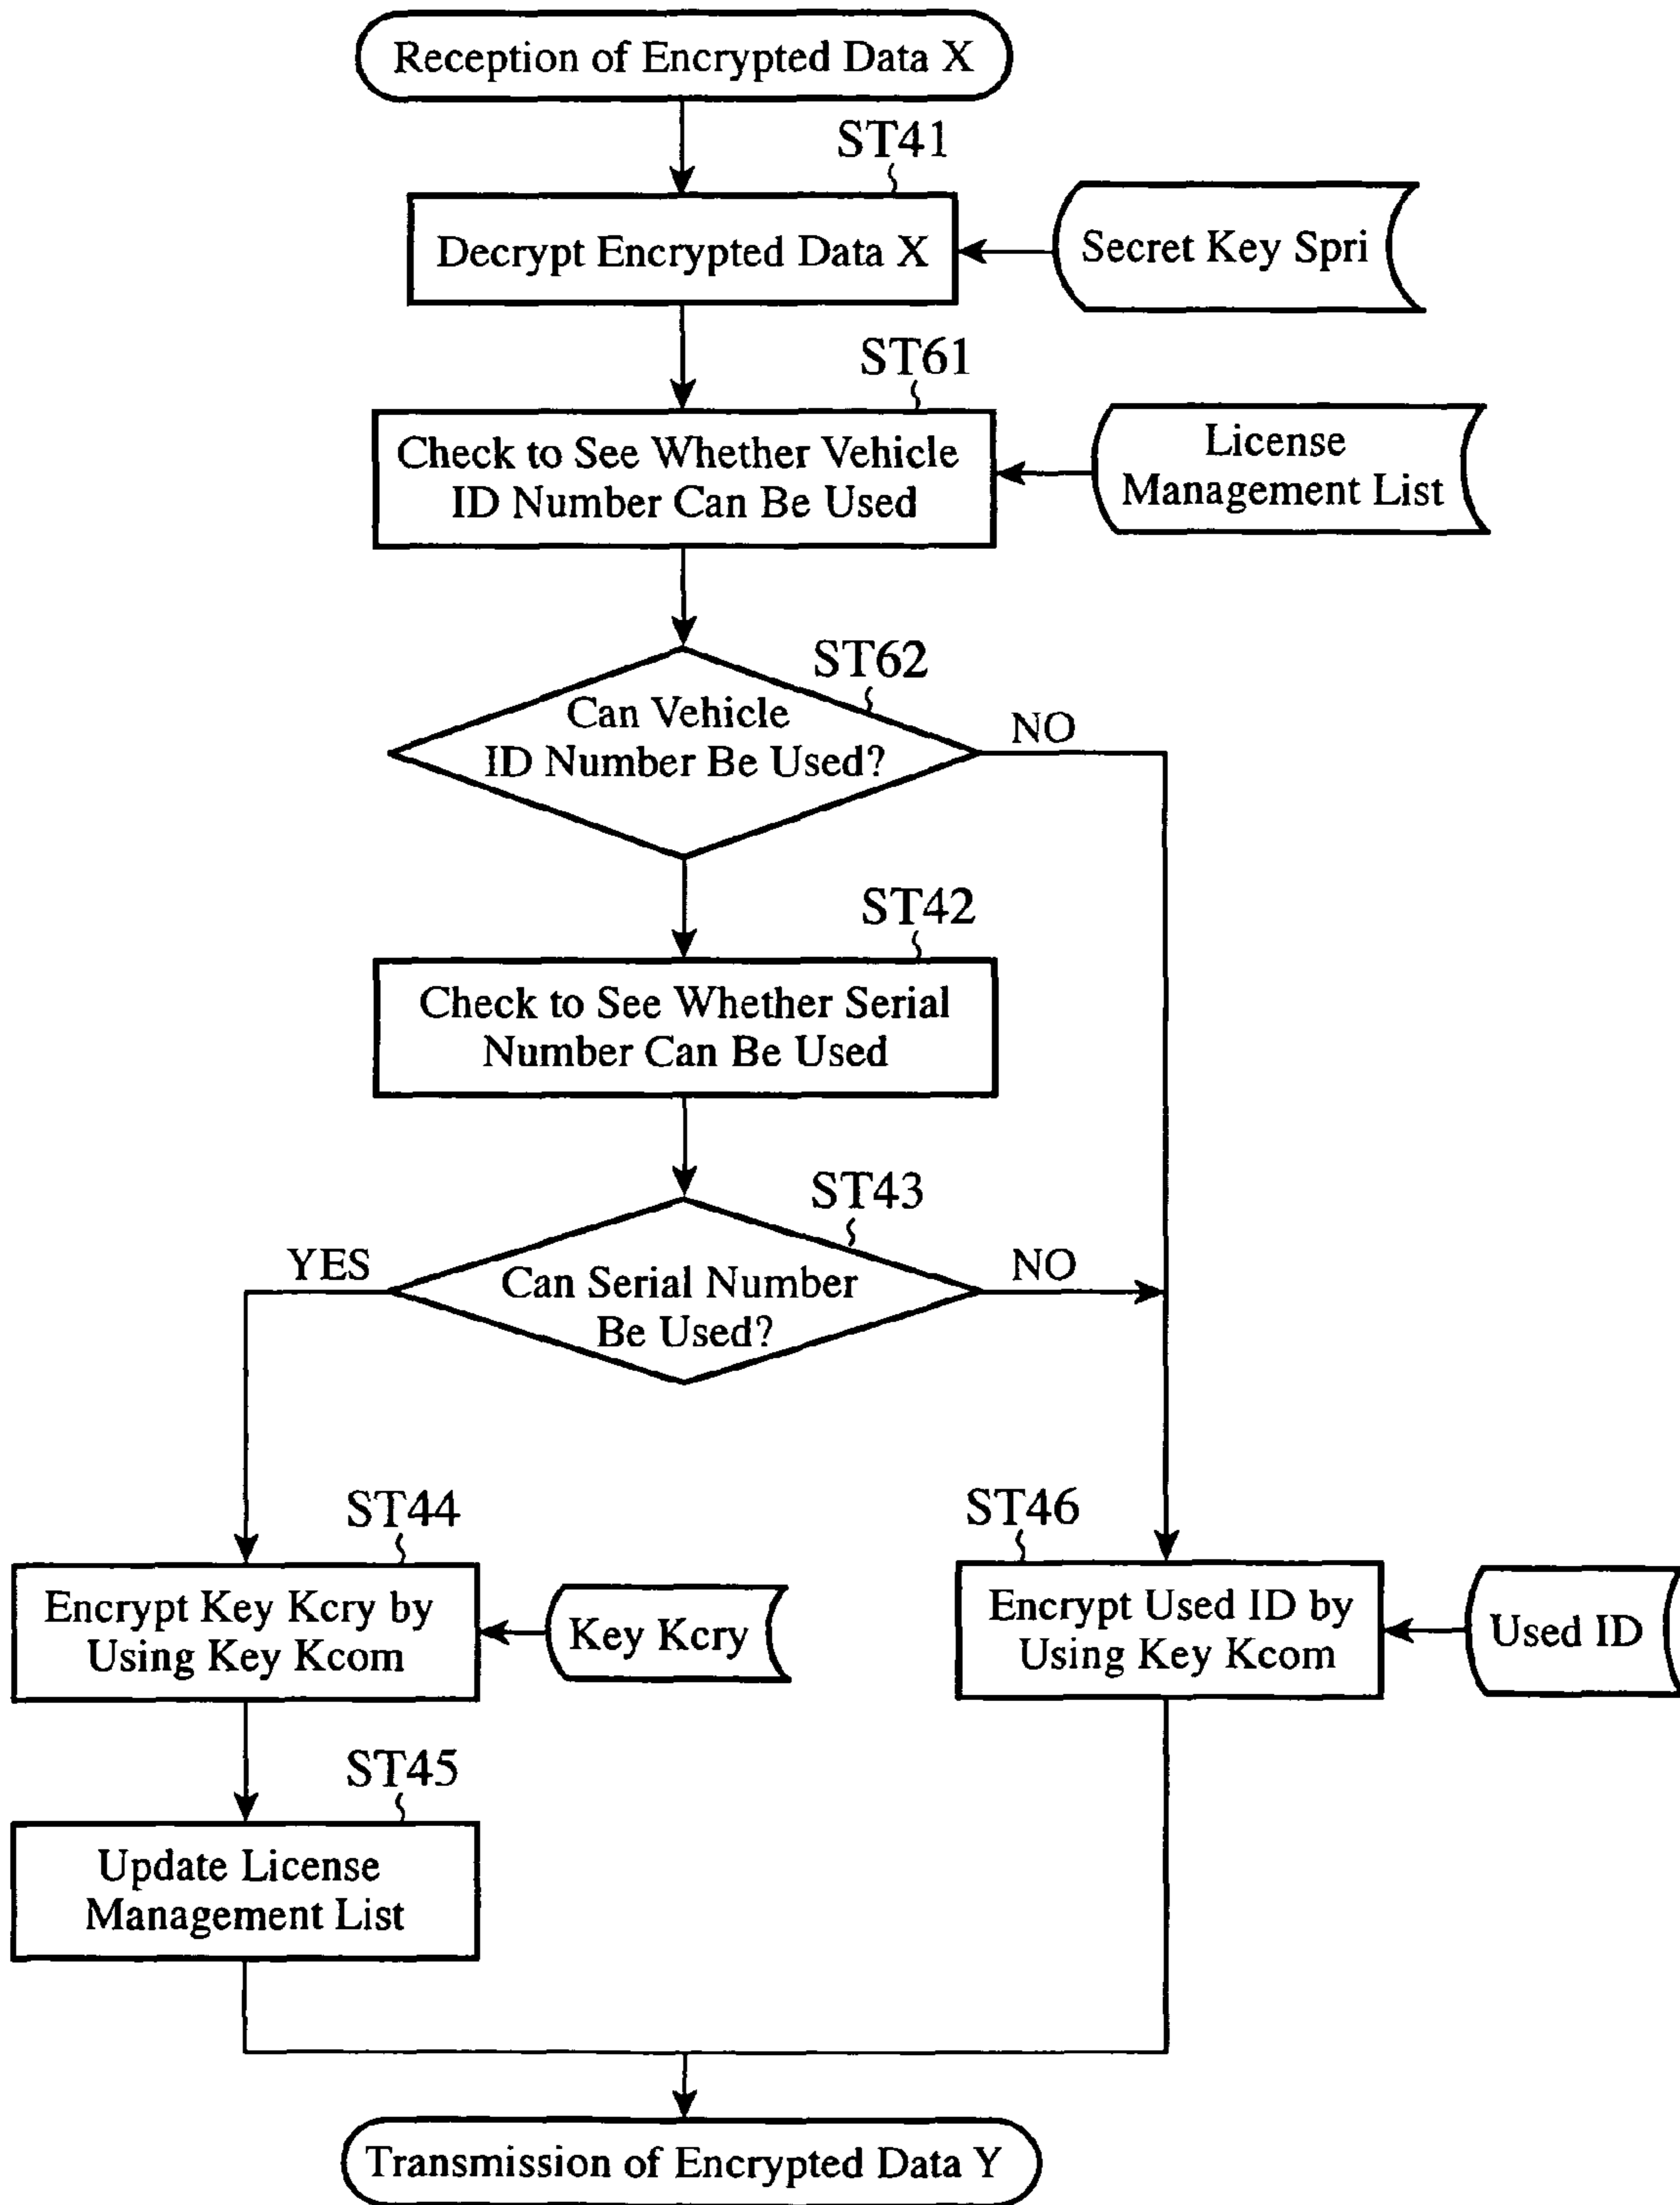 Reception of Encrypted Data X
ST41
Decrypt Encrypted Data X
Secret Key Spri
ST61
Check to See Whether Vehicle
ID Number Can Be Used
License
Management List
ST62
Can Vehicle
ID Number Be Used?
NO
ST42
Check to See Whether Serial
Number Can Be Used
ST43
YES
Can Serial Number
Be Used?
NO
ST44
Encrypt Key Kcry by
Using Key Kcom
Key Kcry
ST46
Encrypt Used ID by
Using Key Kcom
Used ID
ST45
Update License
Management List
Transmission of Encrypted Data Y